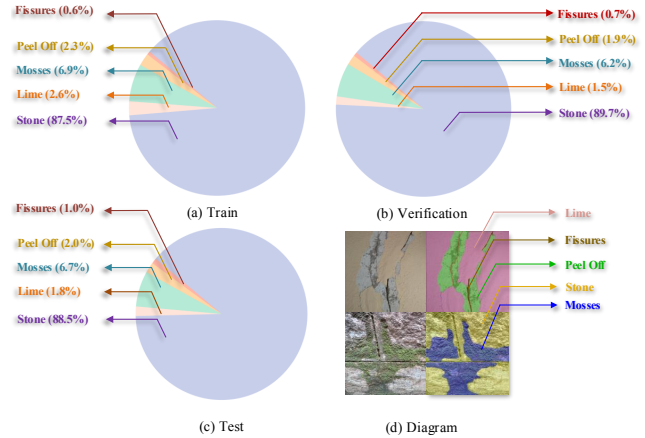 Fissures (0.6%)
Peel Off (2.3%)
Mosses (6.9%)
Lime (2.6%)
Stone (87.5%)
(a) Train
Fissures (0.7%)
Peel Off (1.9%)
Mosses (6.2%)
Lime (1.5%)
Stone (89.7%)
(b) Verification
Fissures (1.0%)
Peel Off (2.0%)
Mosses (6.7%)
Lime (1.8%)
Stone (88.5%)
(c) Test
Lime
Fissures
Peel Off
Stone
Mosses
(d) Diagram